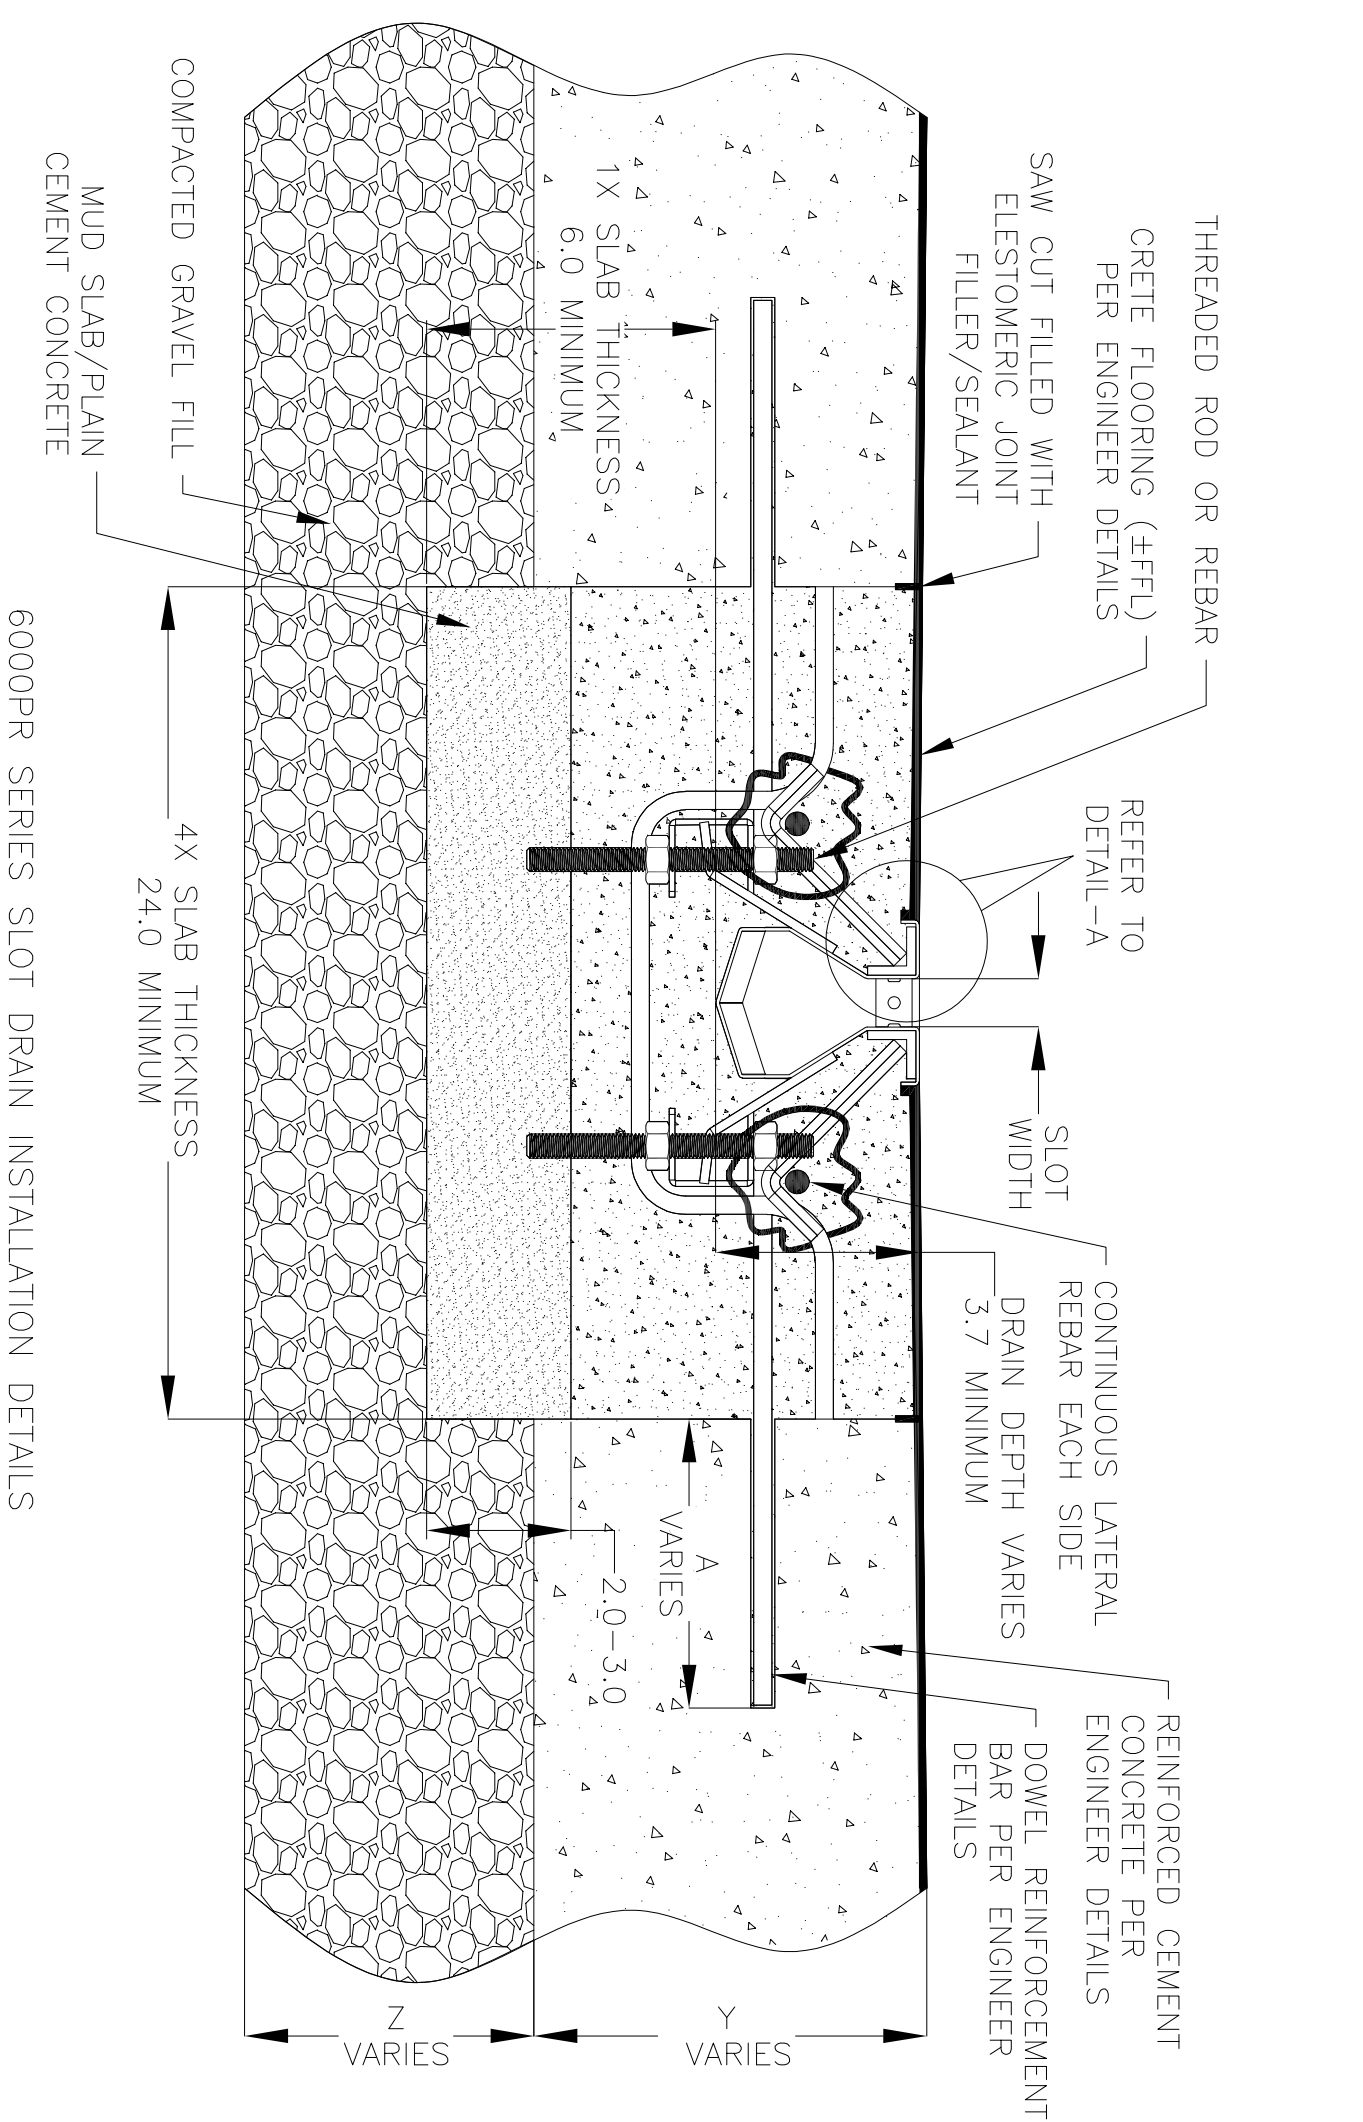 THREADED ROD OR REBAR
CRETE FLOORING (±FFL)
PER ENGINEER DETAILS
SAW CUT FILLED WITH
ELESTOMERIC JOINT
FILLER/SEALANT
REFER TO
DETAIL-A
SLOT
WIDTH
CONTINUOUS LATERAL
REBAR EACH SIDE
DRAIN DEPTH VARIES
3.7 MINIMUM
REINFORCED CEMENT
CONCRETE PER
ENGINEER DETAILS
DOWEL REINFORCEMENT
BAR PER ENGINEER
DETAILS
1X SLAB THICKNESS
6.0 MINIMUM
A
VARIES
2.0-3.0
Y
VARIES
Z
VARIES
COMPACTED GRAVEL FILL
MUD SLAB/PLAIN
CEMENT CONCRETE
4X SLAB THICKNESS
24.0 MINIMUM
6000PR SERIES SLOT DRAIN INSTALLATION DETAILS